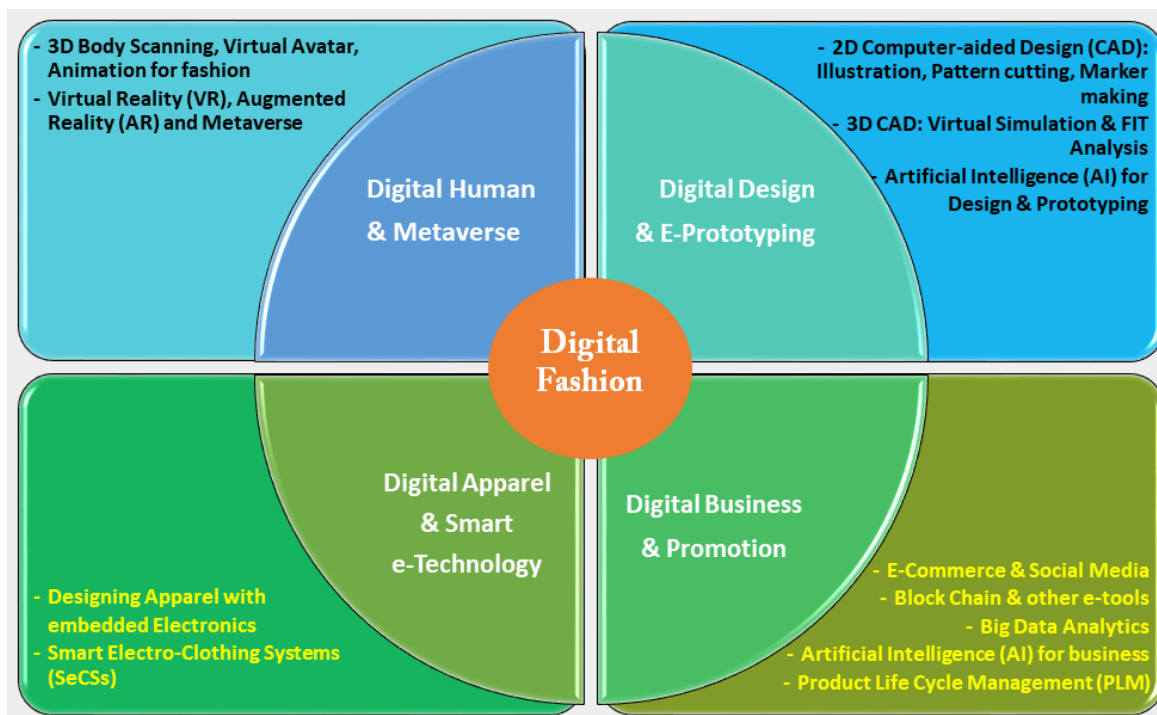 - 3D Body Scanning, Virtual Avatar,
Animation for fashion
- Virtual Reality (VR), Augmented
Reality (AR) and Metaverse
- 2D Computer-aided Design (CAD):
Illustration, Pattern cutting, Marker
making
- 3D CAD: Virtual Simulation & FIT
Analysis
- Artificial Intelligence (AI) for
Design & Prototyping
Digital Human
& Metaverse
Digital Design
& E-Prototyping
Digital
Fashion
Digital Apparel
& Smart
e-Technology
Digital Business
& Promotion
- Designing Apparel with
embedded Electronics
- Smart Electro-Clothing Systems
(SeCSs)
- E-Commerce & Social Media
- Block Chain & other e-tools
- Big Data Analytics
- Artificial Intelligence (AI) for business
- Product Life Cycle Management (PLM)